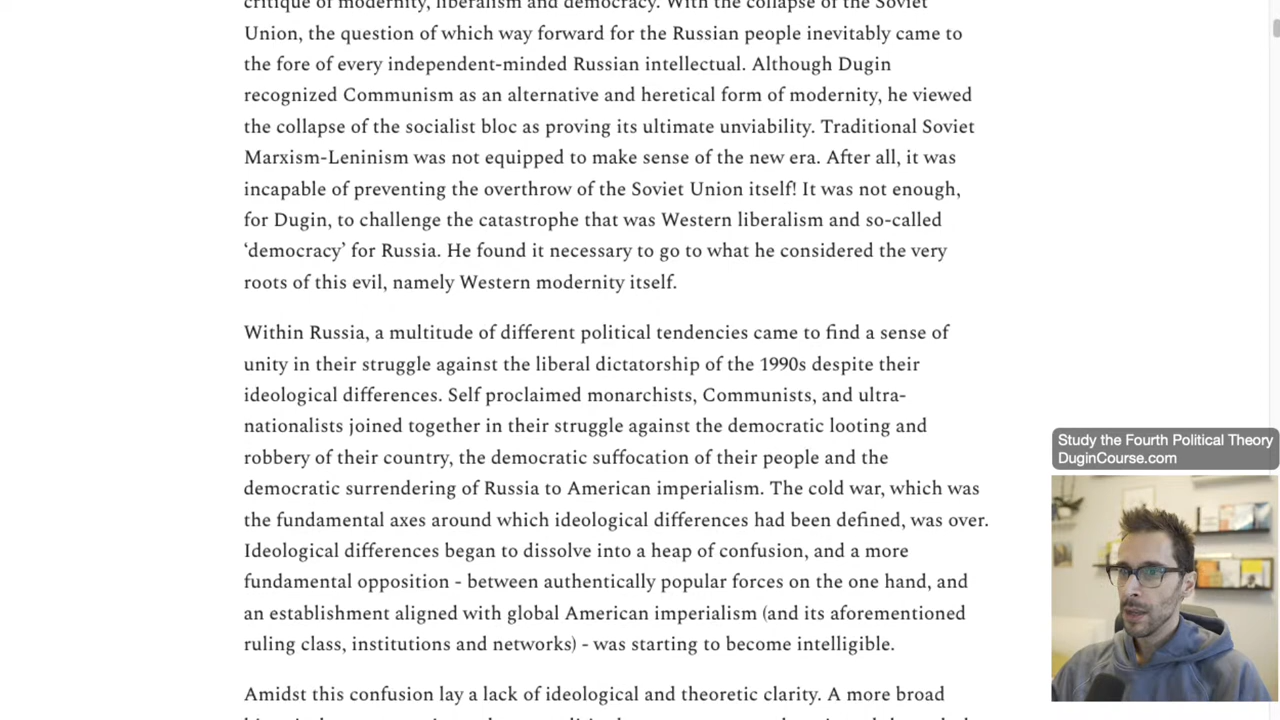 critique of modernity, liberalism and democracy. With the collapse of the Soviet
Union, the question of which way forward for the Russian people inevitably came to
the fore of every independent-minded Russian intellectual. Although Dugin
recognized Communism as an alternative and heretical form of modernity, he viewed
the collapse of the socialist bloc as proving its ultimate unviability. Traditional Soviet
Marxism-Leninism was not equipped to make sense of the new era. After all, it was
incapable of preventing the overthrow of the Soviet Union itself! It was not enough,
for Dugin, to challenge the catastrophe that was Western liberalism and so-called
‘democracy’ for Russia. He found it necessary to go to what he considered the very
roots of this evil, namely Western modernity itself.
Within Russia, a multitude of different political tendencies came to find a sense of
unity in their struggle against the liberal dictatorship of the 1990s despite their
ideological differences. Self proclaimed monarchists, Communists, and ultra-
nationalists joined together in their struggle against the democratic looting and
robbery of their country, the democratic suffocation of their people and the
democratic surrendering of Russia to American imperialism. The cold war, which was
the fundamental axes around which ideological differences had been defined, was over.
Ideological differences began to dissolve into a heap of confusion, and a more
fundamental opposition - between authentically popular forces on the one hand, and
an establishment aligned with global American imperialism (and its aforementioned
ruling class, institutions and networks) - was starting to become intelligible.
Amidst this confusion lay a lack of ideological and theoretic clarity. A more broad
Study the Fourth Political Theory
DuginCourse.com